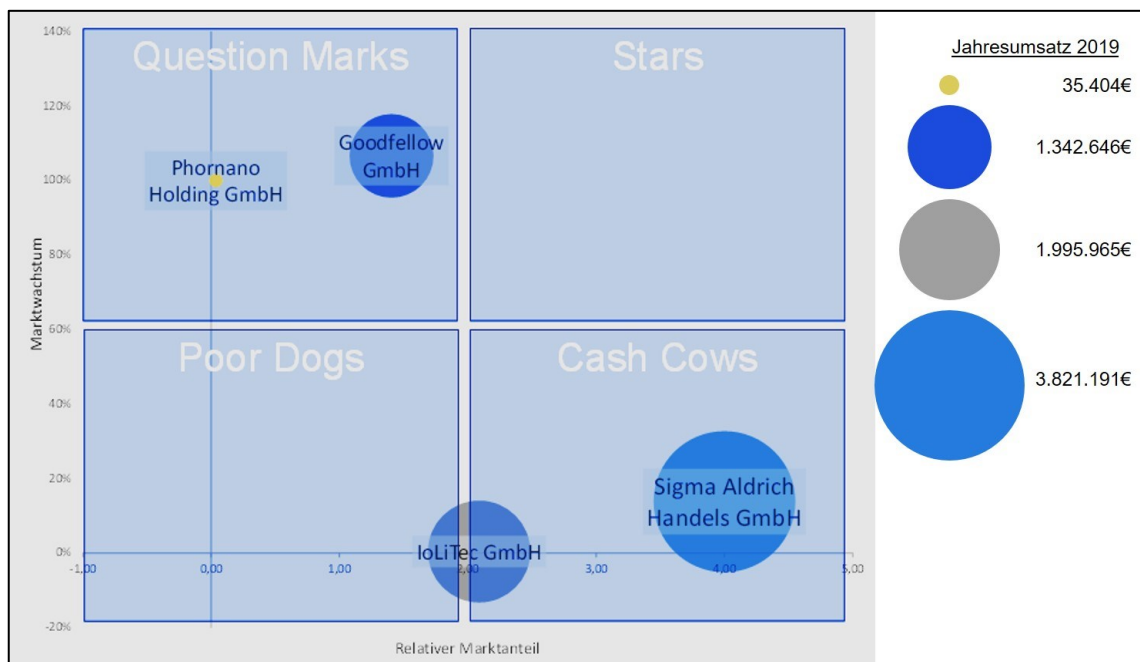 140%
Question Marks
Stars
120%
Goodfellow
GmbH
Phornano
Holding GmbH
100%
80%
Marktwachstum
60%
Poor Dogs
Cash Cows
40%
20%
Sigma Aldrich
Handels GmbH
IoLiTec GmbH
0%
-1,00
0,00
1,00
2,00
3,00
4,00
5,00
-20%
Relativer Marktanteil
Jahresumsatz 2019
35.404€
1.342.646€
1.995.965€
3.821.191€